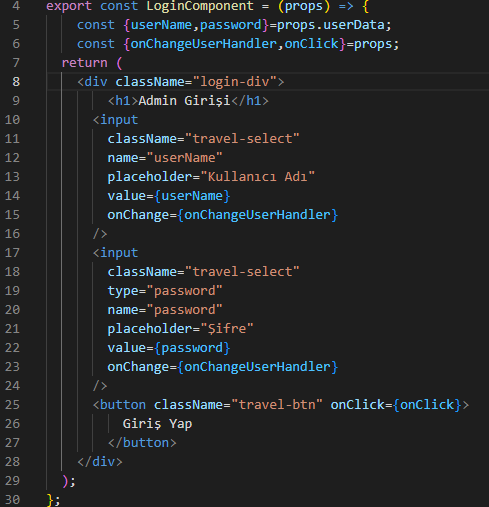 4 export const LoginComponent = (props) => {
5 const {userName,password}=props.userData;
6 const {onChangeUserHandler,onClick}=props;
7 return (
8 <div className="login-div">
9 <h1>Admin Girişi</h1>
10 <input
11 className="travel-select"
12 name="userName"
13 placeholder="Kullanıcı Adı"
14 value={userName}
15 onChange={onChangeUserHandler}
16 />
17 <input
18 className="travel-select"
19 type="password"
20 name="password"
21 placeholder="Şifre"
22 value={password}
23 onChange={onChangeUserHandler}
24 />
25 <button className="travel-btn" onClick={onClick}>
26 Giriş Yap
27 </button>
28 </div>
29 );
30 };